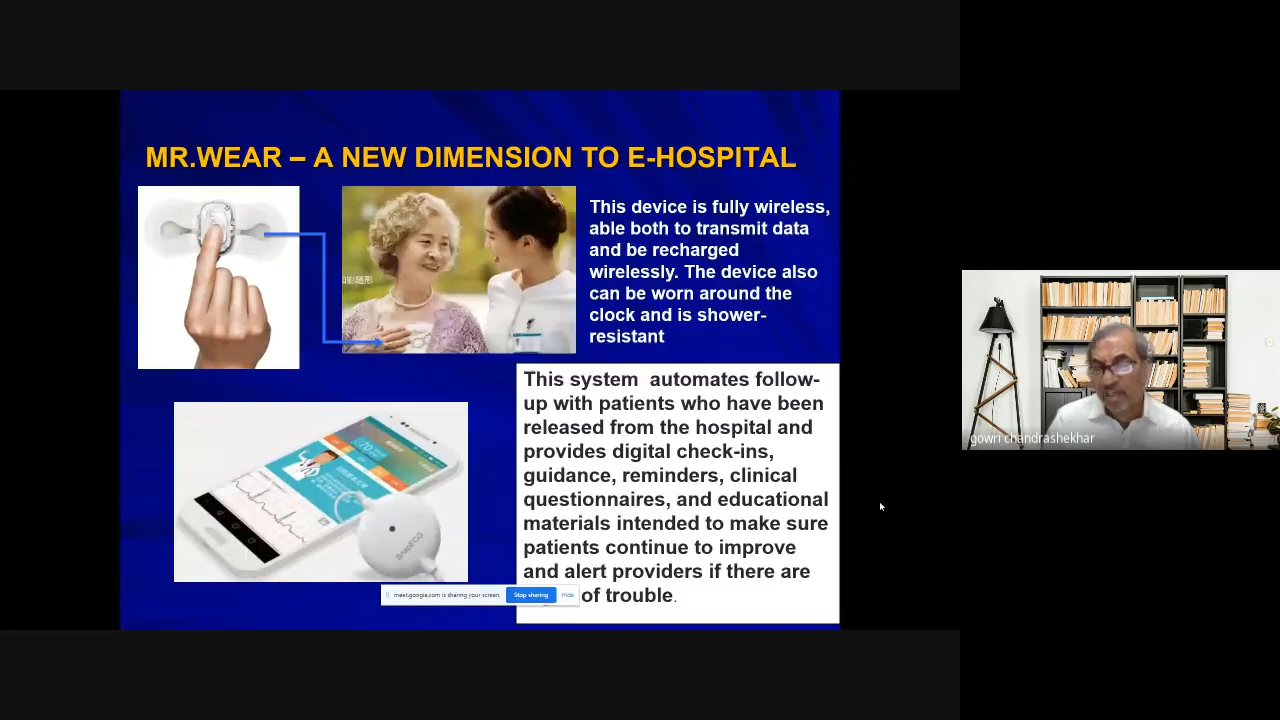 MR.WEAR – A NEW DIMENSION TO E-HOSPITAL
This device is fully wireless,
able both to transmit data
and be recharged
wirelessly. The device also
can be worn around the
clock and is shower-
resistant
This system automates follow-
up with patients who have been
released from the hospital and
provides digital check-ins,
guidance, reminders, clinical
questionnaires, and educational
materials intended to make sure
patients continue to improve
and alert providers if there are
of trouble.
meet.google.com is sharing your screen.
Stop sharing
Hide
gowri chandrashekhar